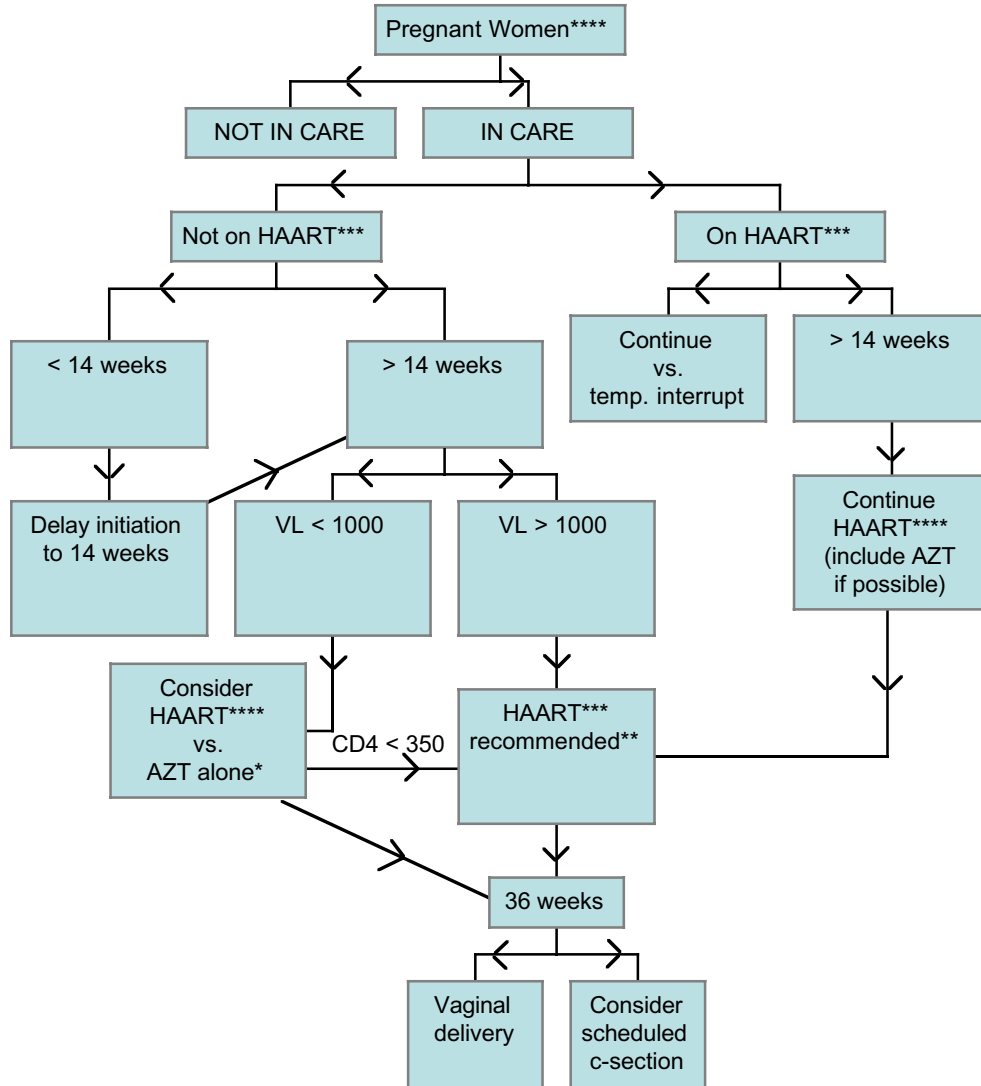 Pregnant Women****
NOT IN CARE
IN CARE
Not on HAART***
On HAART***
< 14 weeks
> 14 weeks
Continue
vs.
temp. interrupt
> 14 weeks
Delay initiation
to 14 weeks
VL < 1000
VL > 1000
Continue
HAART****
(include AZT
if possible)
Consider
HAART****
vs.
AZT alone*
CD4 < 350
HAART***
recommended**
36 weeks
Vaginal
delivery
Consider
scheduled
c-section